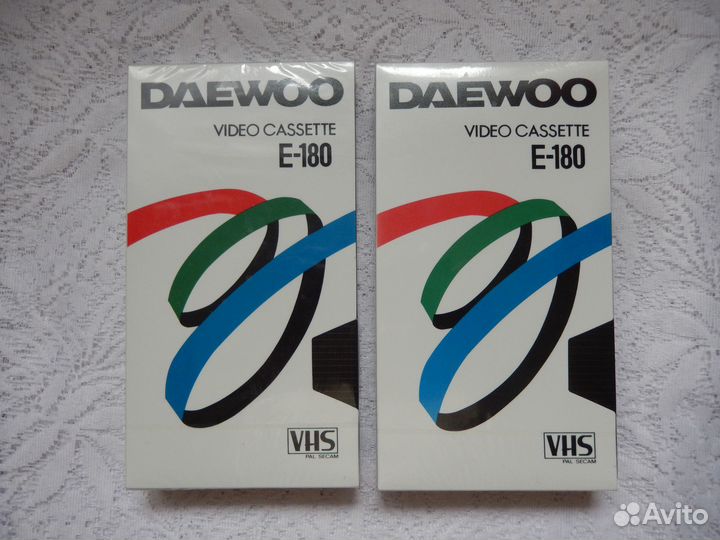 DAEWOO
VIDEO CASSETTE
E-180
VHS
PAL SECAM
DAEWOO
VIDEO CASSETTE
E-180
VHS
PAL SECAM
Avito